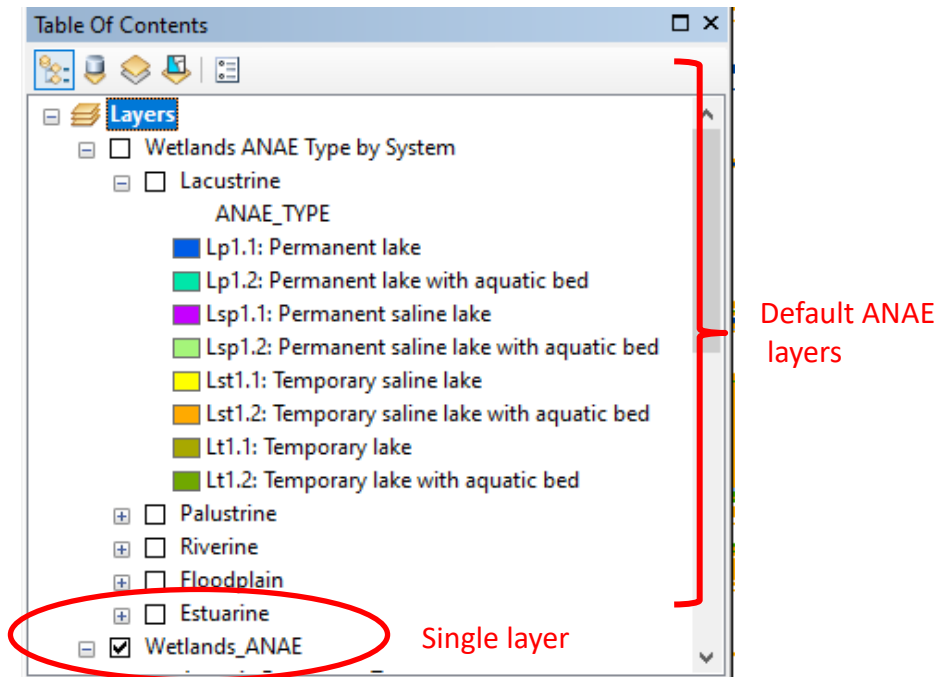 Table Of Contents
Layers
Wetlands ANAE Type by System
Lacustrine
ANAE_TYPE
Lp1.1: Permanent lake
Lp1.2: Permanent lake with aquatic bed
Lsp1.1: Permanent saline lake
Lsp1.2: Permanent saline lake with aquatic bed
Lst1.1: Temporary saline lake
Lst1.2: Temporary saline lake with aquatic bed
Lt1.1: Temporary lake
Lt1.2: Temporary lake with aquatic bed
Palustrine
Riverine
Floodplain
Estuarine
Wetlands_ANAE
Default ANAE
layers
Single layer